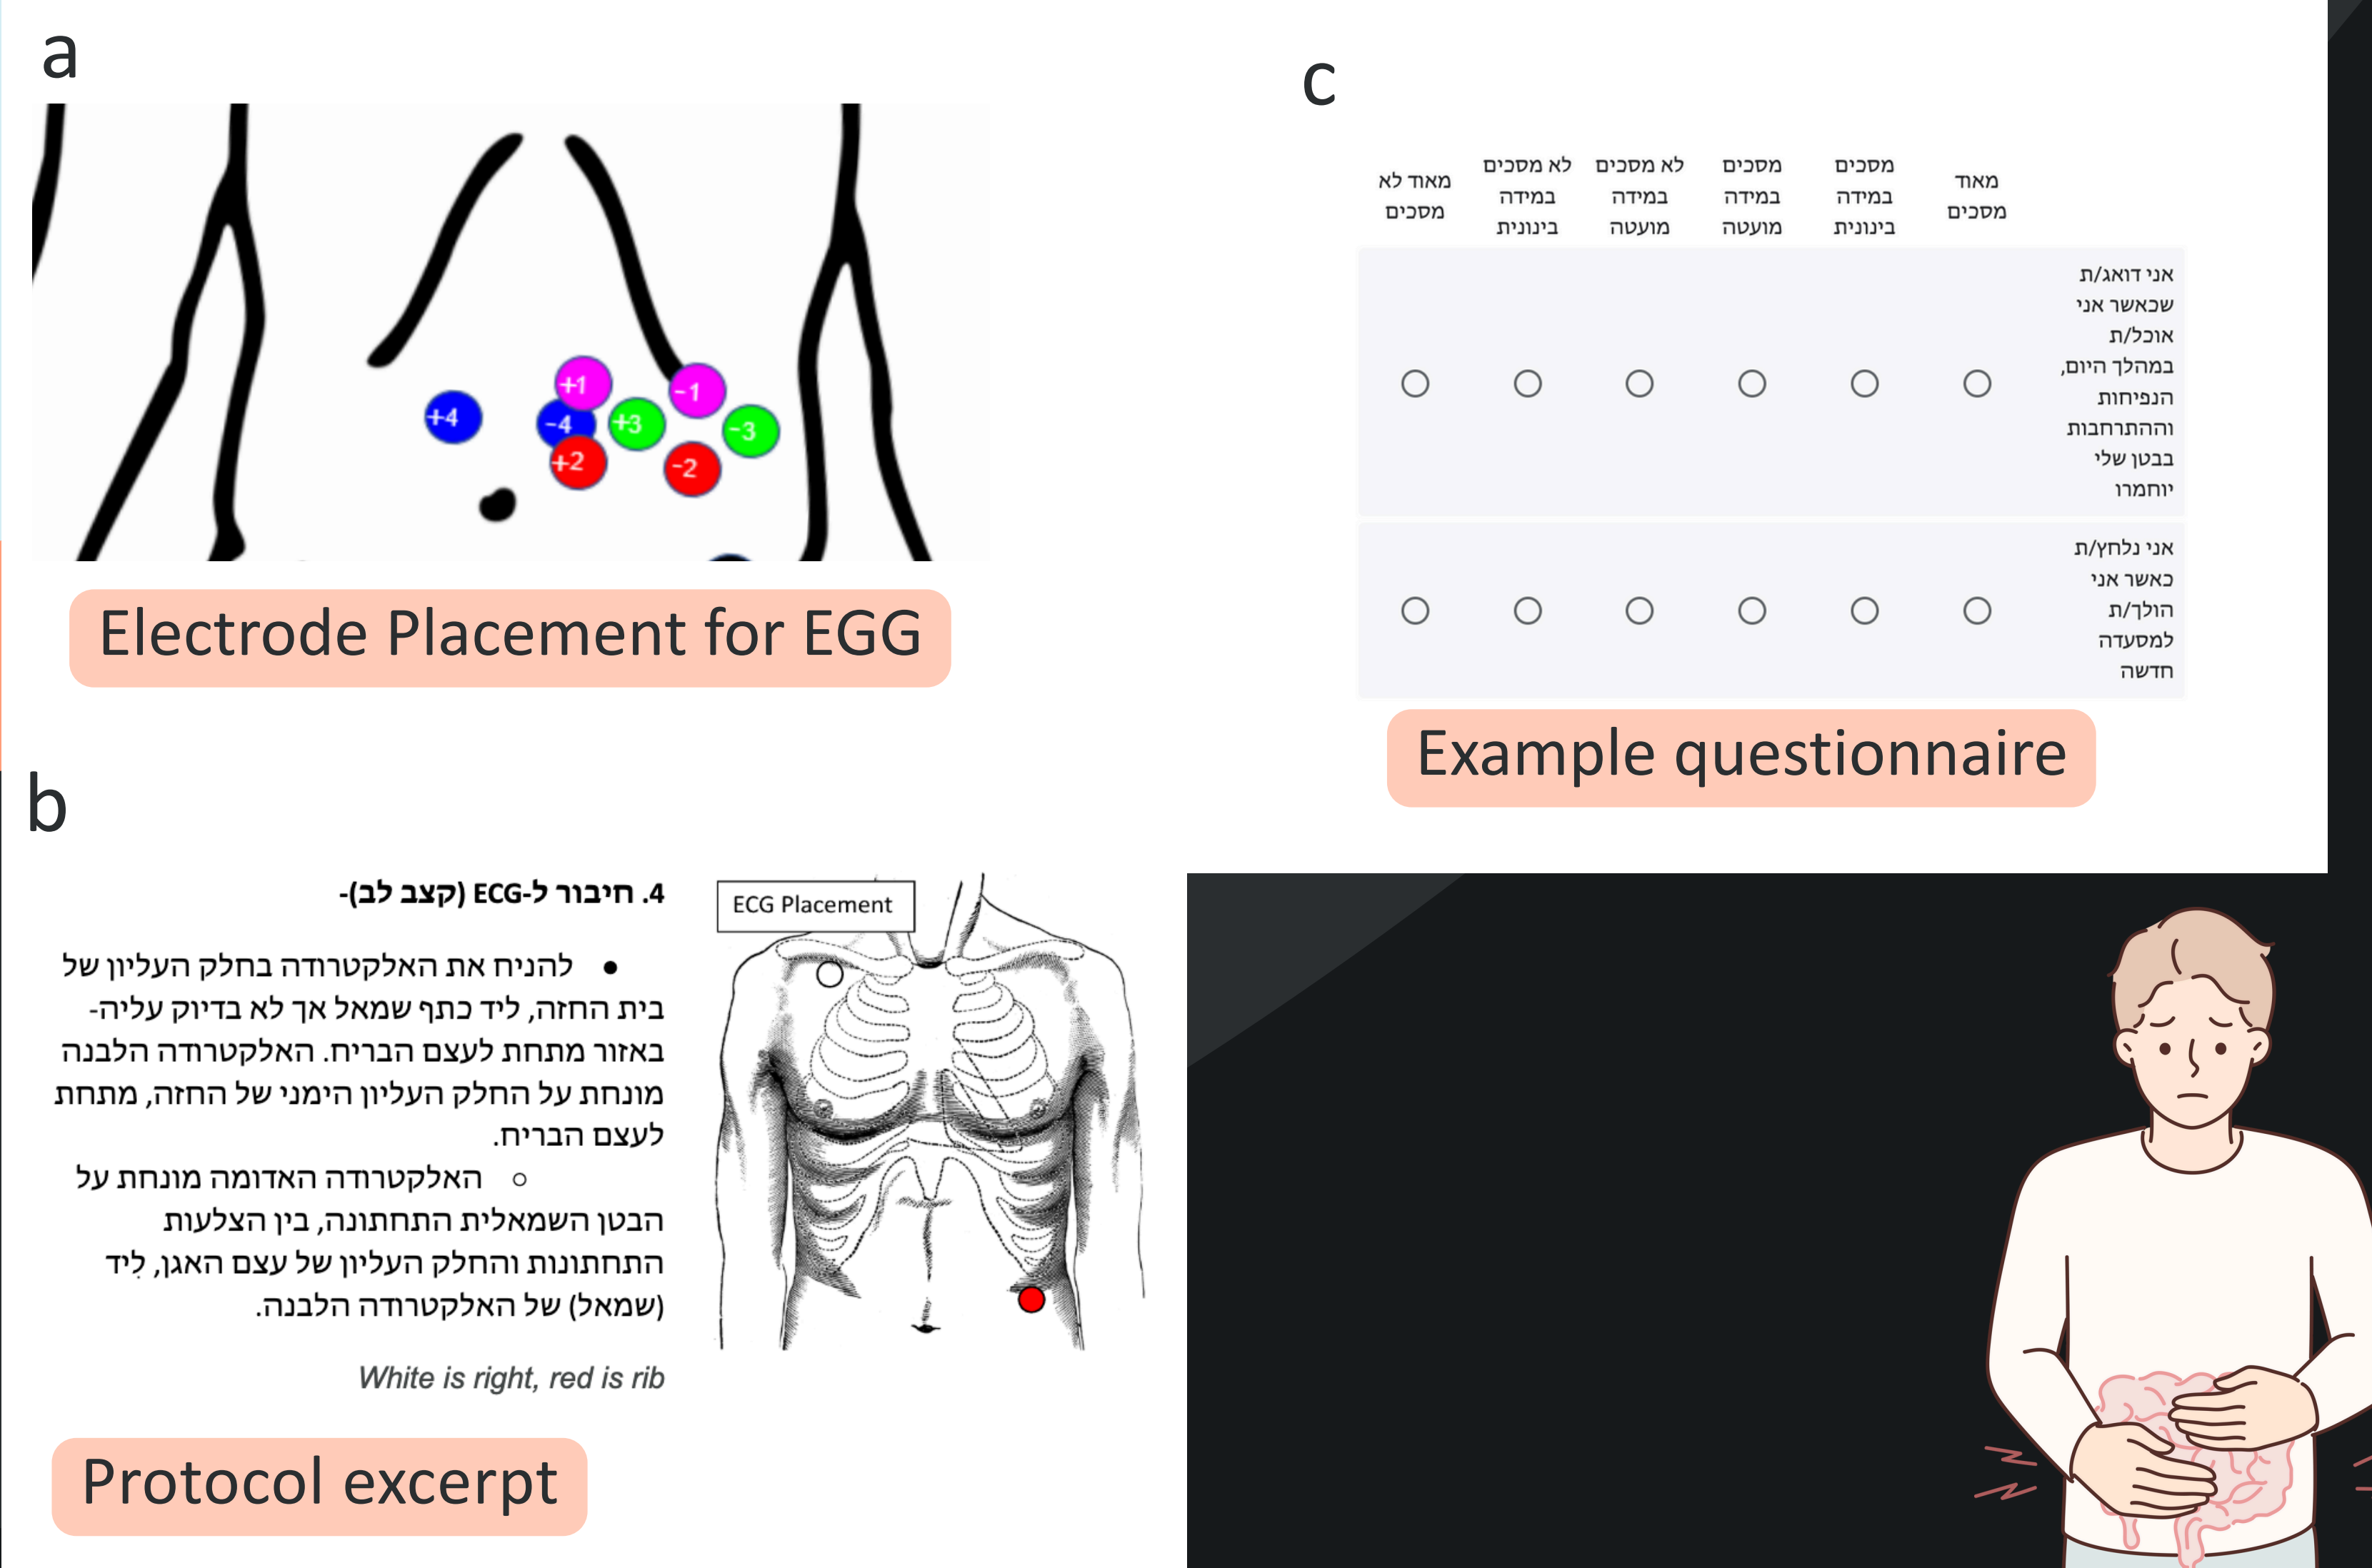 a
+1
-1
+4
-4
+3
-3
+2
-2
Electrode Placement for EGG
b
4. חיבור ל-ECG (קצב לב)-
● להניח את האלקטרודה בחלק העליון של
בית החזה, ליד כתף שמאל אך לא בדיוק עליה-
באזור מתחת לעצם הבריח. האלקטרודה הלבנה
מונחת על החלק העליון הימני של החזה, מתחת
לעצם הבריח.
○ האלקטרודה האדומה מונחת על
הבטן השמאלית התחתונה, בין הצלעות
התחתונות והחלק העליון של עצם האגן, לִיד
(שמאל) של האלקטרודה הלבנה.
White is right, red is rib
ECG Placement
Protocol excerpt
c
מאוד
מסכים
מסכים
במידה
בינונית
מסכים
במידה
מועטה
לא מסכים
במידה
מועטה
לא מסכים
במידה
בינונית
מאוד לא
מסכים
אני דואג/ת
שכאשר אני
אוכל/ת
במהלך היום,
הנפיחות
וההתרחבות
בבטן שלי
יוחמרו
אני נלחץ/ת
כאשר אני
הולך/ת
למסעדה
חדשה
Example questionnaire